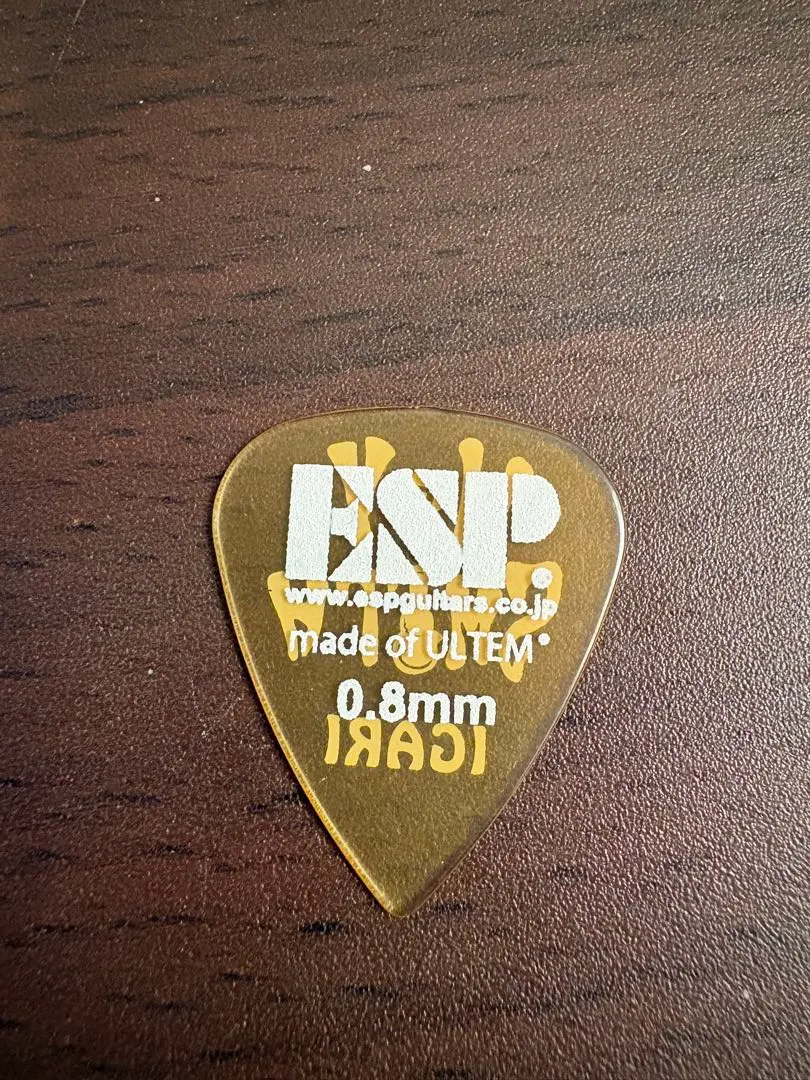 ESP.®
www.espguitars.co.jp
made of ULTEM®
0.8mm
IGARI